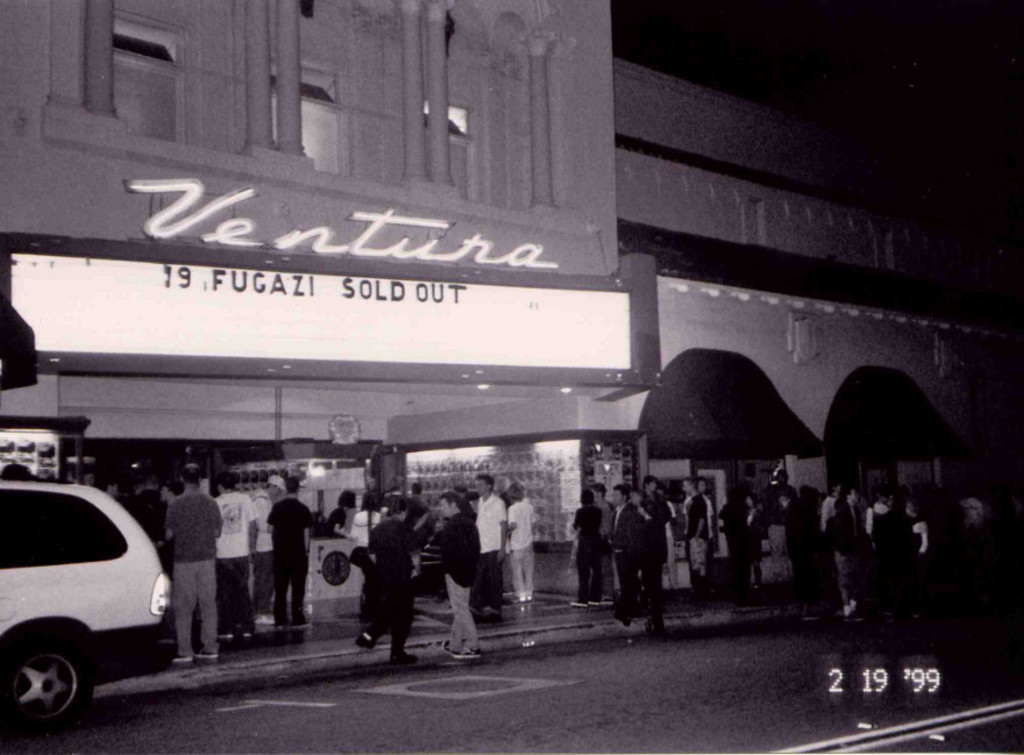 Ventura
19 FUGAZI SOLD OUT
2 19 '99